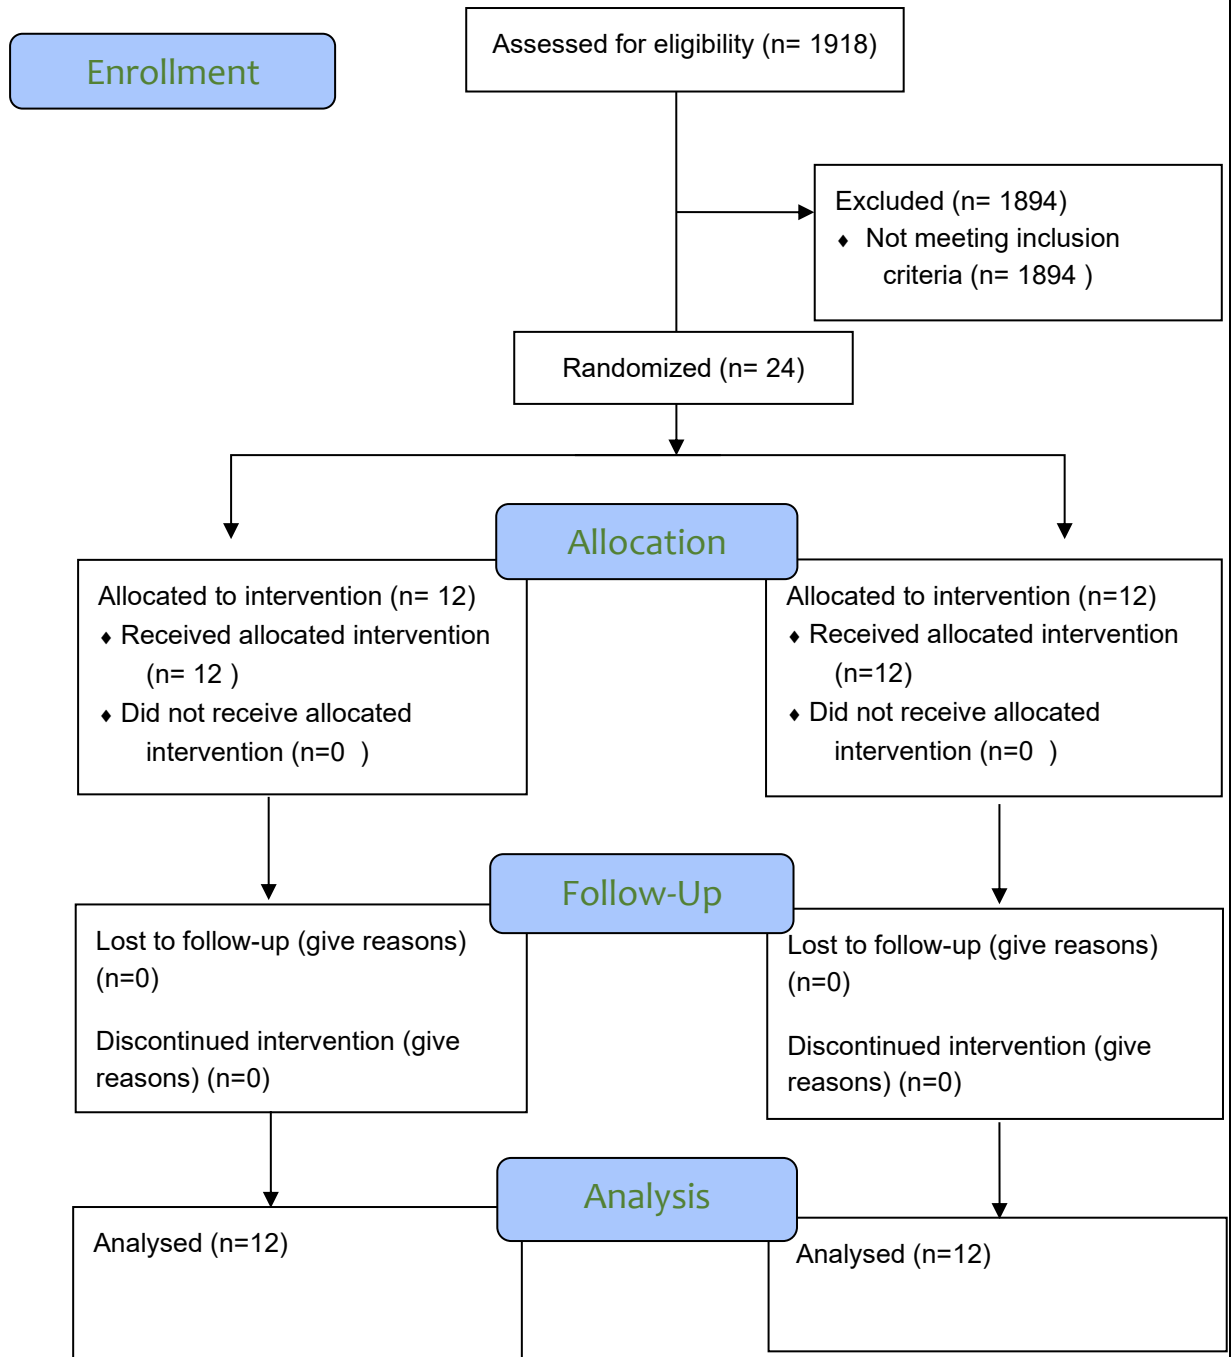 Enrollment
Assessed for eligibility (n= 1918)
Excluded (n= 1894)
♦ Not meeting inclusion
criteria (n= 1894 )
Randomized (n= 24)
Allocation
Allocated to intervention (n= 12)
♦ Received allocated intervention
(n= 12 )
♦ Did not receive allocated
intervention (n=0 )
Allocated to intervention (n=12)
♦ Received allocated intervention
(n=12)
♦ Did not receive allocated
intervention (n=0 )
Follow-Up
Lost to follow-up (give reasons)
(n=0)
Discontinued intervention (give
reasons) (n=0)
Lost to follow-up (give reasons)
(n=0)
Discontinued intervention (give
reasons) (n=0)
Analysis
Analysed (n=12)
Analysed (n=12)